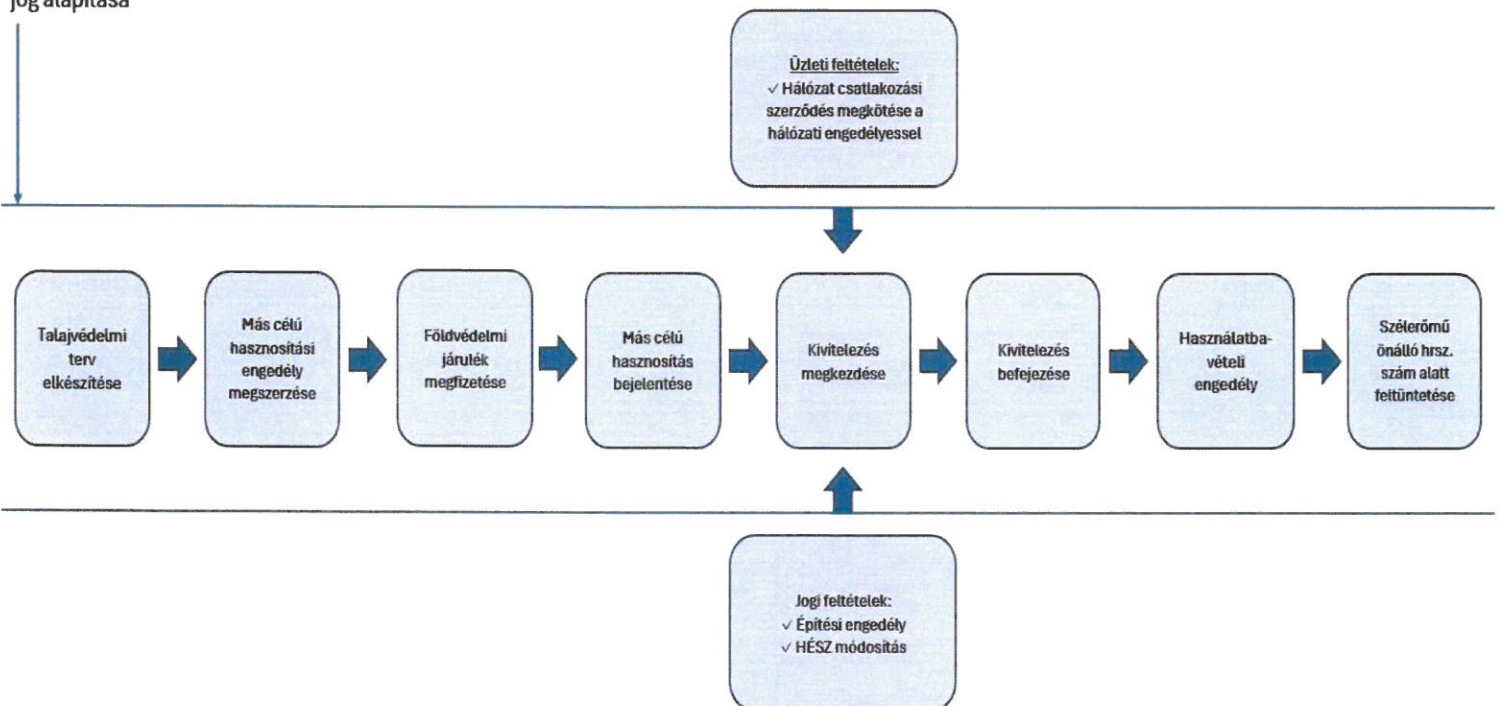 jog alapítása
Üzleti feltételek:
✓ Hálózat csatlakozási
szerződés megkötése a
hálózati engedélyessel
Talajvédelmi
terv
elkészítése
Más célú
hasznosítási
engedély
megszerzése
Földvédelmi
járulék
megfizetése
Más célú
hasznosítás
bejelentése
Kivitelezés
megkezdése
Kivitelezés
befejezése
Használatba-
vételi
engedély
Szélerőmű
önálló hrsz.
szám alatt
feltüntetése
Jogi feltételek:
✓ Építési engedély
✓ HÉSZ módosítás